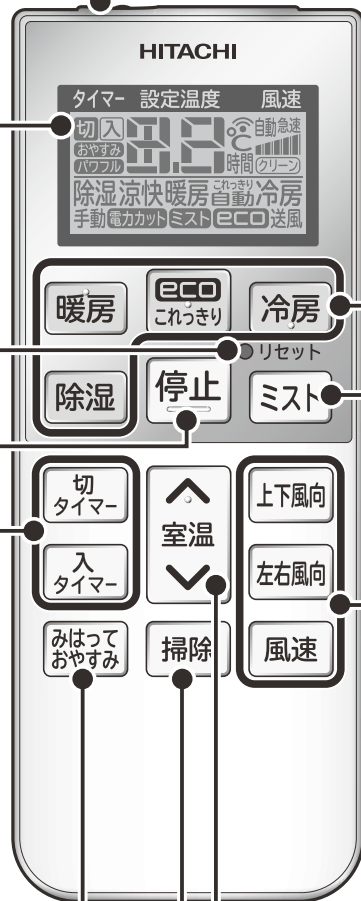 HITACHI
タイマー 設定温度 風速
切 入 8.8 ℃ 自動 急速
おやすみ
パワフル 時間 クリーン
除湿 涼快 暖房 これっきり自動 冷房
手動 電力カット ミスト eco 送風
暖房
eco
これっきり
冷房
リセット
除湿
停止
ミスト
切
タイマー
室温
上下風向
入
タイマー
左右風向
みはって
おやすみ
掃除
風速